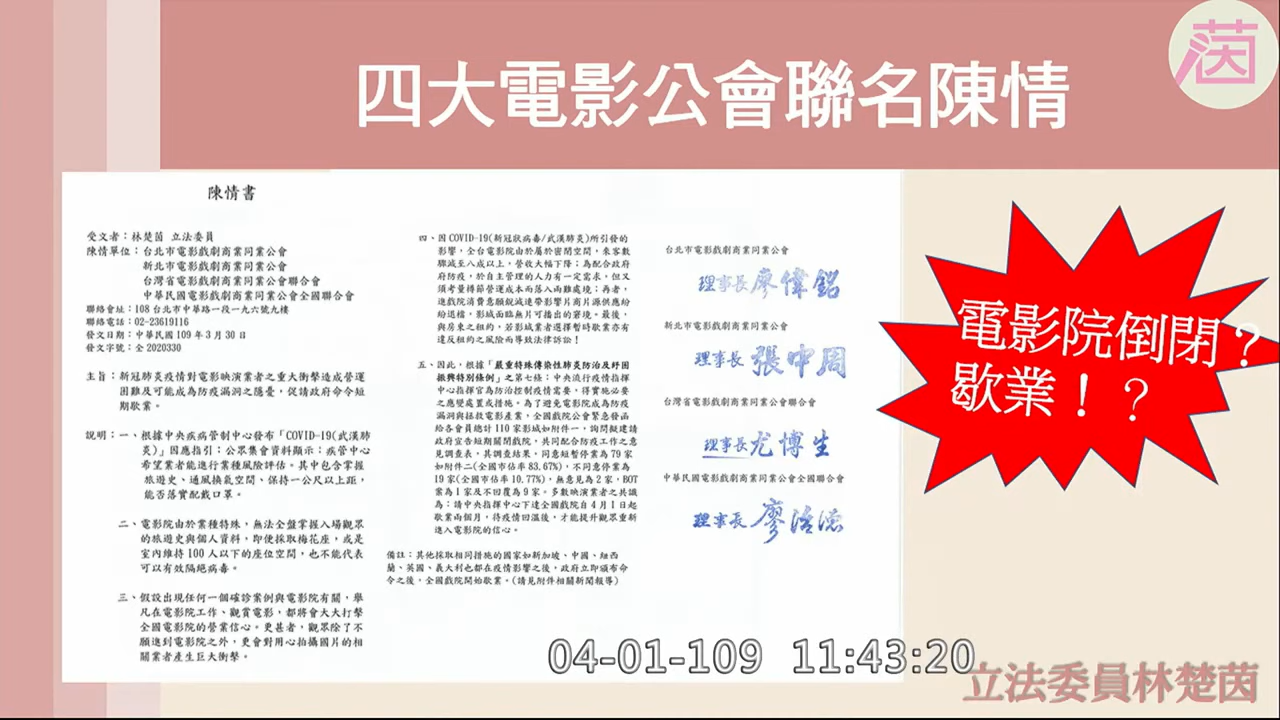 四大電影公會聯名陳情
茵
陳情書
受文者：林楚茵 立法委員
陳情單位：台北市電影戲劇商業同業公會
新北市電影戲劇商業同業公會
台灣省電影戲劇商業同業公會聯合會
中華民國電影戲劇商業同業公會全國聯合會
聯絡會址：108 台北市中華路一段一九六號九樓
聯絡電話：02-23619116
發文日期：中華民國 109 年 3 月 30 日
發文字號：全 2020330
主旨：新冠肺炎疫情對電影映演業者之重大衝擊造成營運
困難及可能成為防疫漏洞之隱憂，促請政府命令短
期歇業。
說明：一、根據中央疾病管制中心發布「COVID-19(武漢肺
炎)」因應指引：公眾集會資料顯示：疾管中心
希望業者能進行業種風險評估。其中包含掌握
旅遊史、通風換氣空間、保持一公尺以上距，
能否落實配戴口罩。
二、電影院由於業種特殊，無法全盤掌握入場觀眾
的旅遊史與個人資料，即便採取梅花座，或是
室內維持 100 人以下的座位空間，也不能代表
可以有效隔絕病毒。
三、假設出現任何一個確診案例與電影院有關，舉
凡在電影院工作、觀賞電影，都將會大大打擊
全國電影院的營業信心。更甚者，觀眾除了不
願進到電影院之外，更會對用心拍攝國片的相
關業者產生巨大衝擊。
四、因 COVID-19(新冠狀病毒/武漢肺炎)所引發的
影響，全台電影院由於屬於密閉空間，來客數
驟減至八成以上，營收大幅下降；為配合政府
府防疫，於自主管理的人力有一定需求，但又
須考量樽節營運成本而落入兩難處境；再者，
進戲院消費意願銳減連帶影響片商片源供應紛
紛退檔，影城面臨無片可播出的窘境。最後，
與房東之租約，若影城業者選擇暫時歇業亦有
違反租約之風險而導致法律訴訟！
五、因此，根據「嚴重特殊傳染性肺炎防治及紓困
振興特別條例」之第七條：中央流行疫情指揮
中心指揮官為防治控制疫情需要，得實施必要
之應變處置或措施。為了避免電影院成為防疫
漏洞與拯救電影產業，全國戲院公會緊急發函
給各會員總計 110 家影城如附件一，詢問擬建請
政府宣告短期關閉戲院，共同配合防疫工作之意
見調查表，其調查結果，同意短暫停業為 79 家
如附件二(全國市佔率 83.67%)，不同意停業為
19 家(全國市佔率 10.77%)，無意見為 2 家，BOT
案為 1 家及不回覆為 9 家。多數映演業者之共識
為：請中央指揮中心下達全國戲院自 4 月 1 日起
歇業兩個月，待疫情回溫後，才能提升觀眾重新
進入電影院的信心。
備註：其他採取相同措施的國家如新加坡、中國、紐西
蘭、英國、義大利也都在疫情影響之後，政府立即頒布命
令之後，全國戲院開始歇業。(請見附件相關新聞報導)
台北市電影戲劇商業同業公會
理事長 廖偉銘
新北市電影戲劇商業同業公會
理事長 張中周
台灣省電影戲劇商業同業公會聯合會
理事長 尤博生
中華民國電影戲劇商業同業公會全國聯合會
理事長 廖治德
電影院倒閉？
歇業！？
04-01-109 11:43:20
立法委員林楚茵